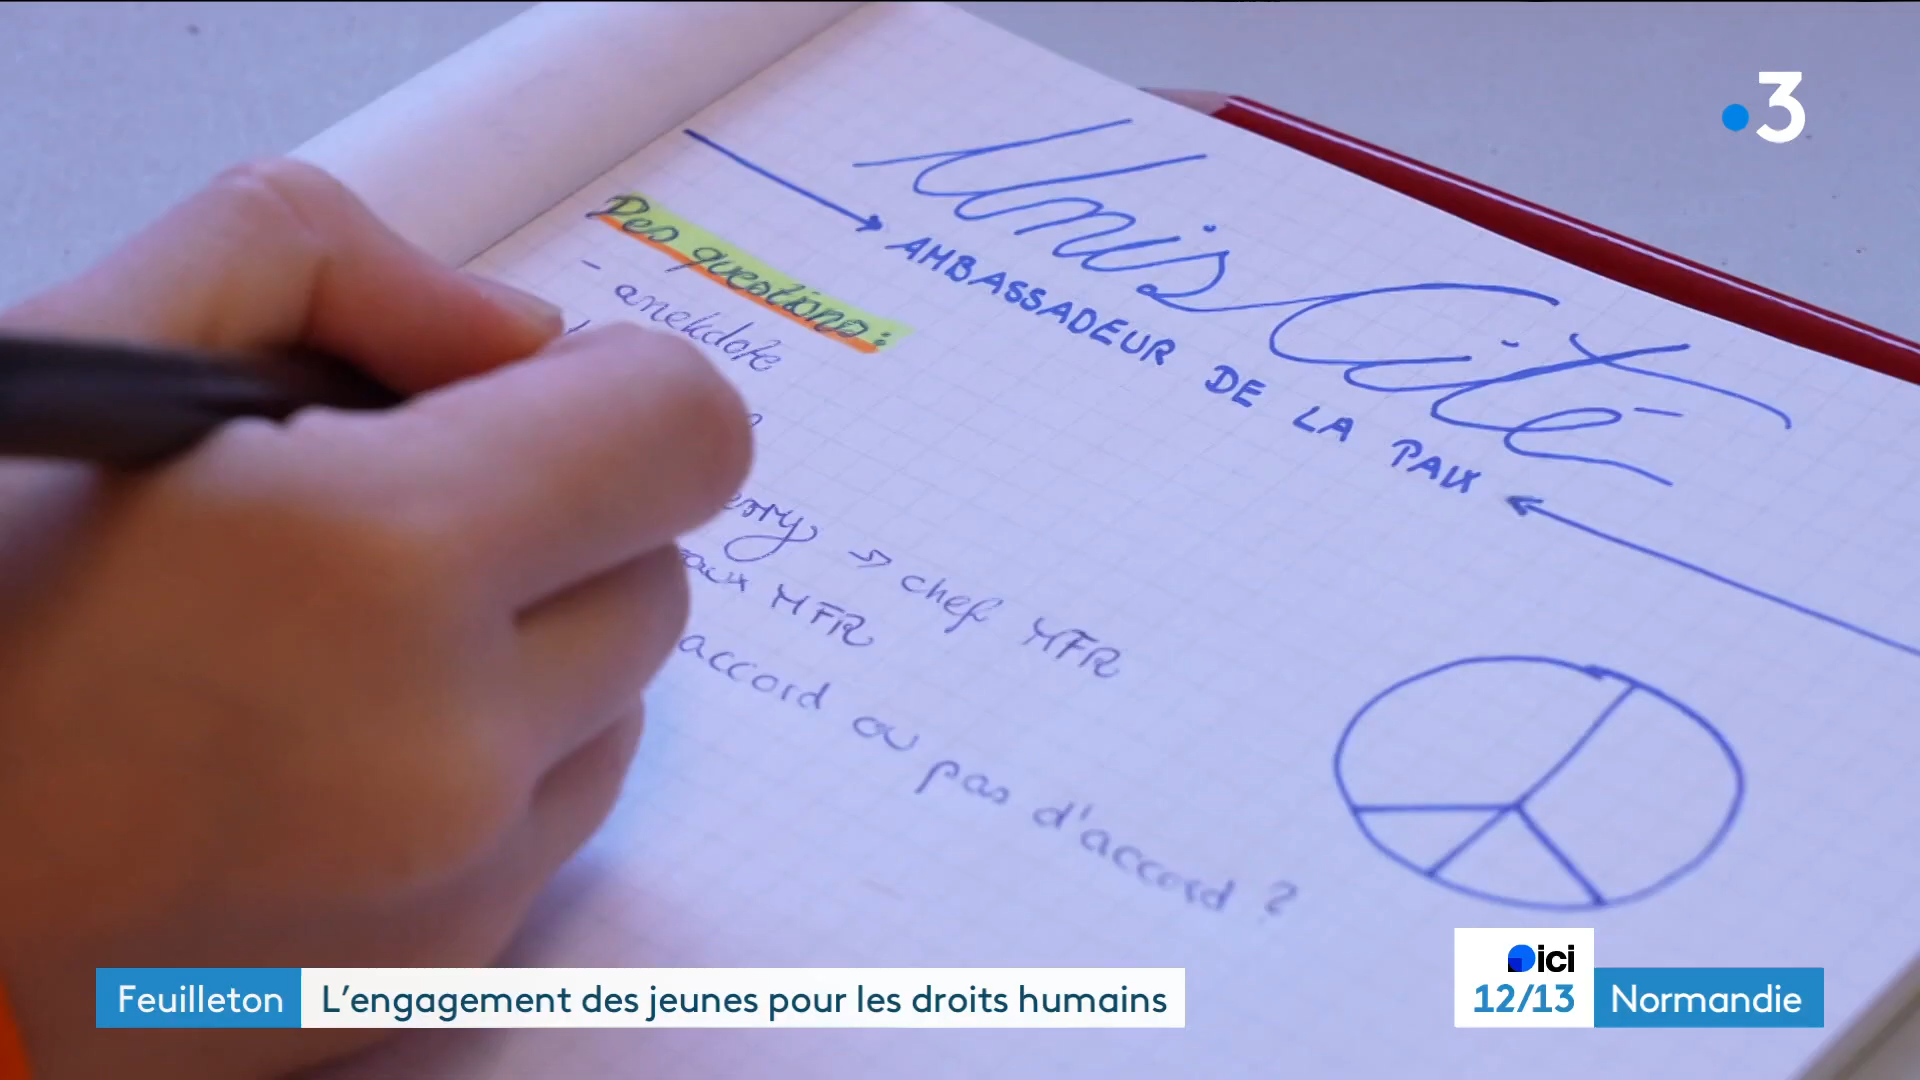 3
Unis Cité
AMBASSADEUR DE LA PAIX
Des questions :
- anekdote
→ chef MFR
aux MFR
accord ou pas d'accord ?
ici
12/13
Normandie
Feuilleton
L'engagement des jeunes pour les droits humains